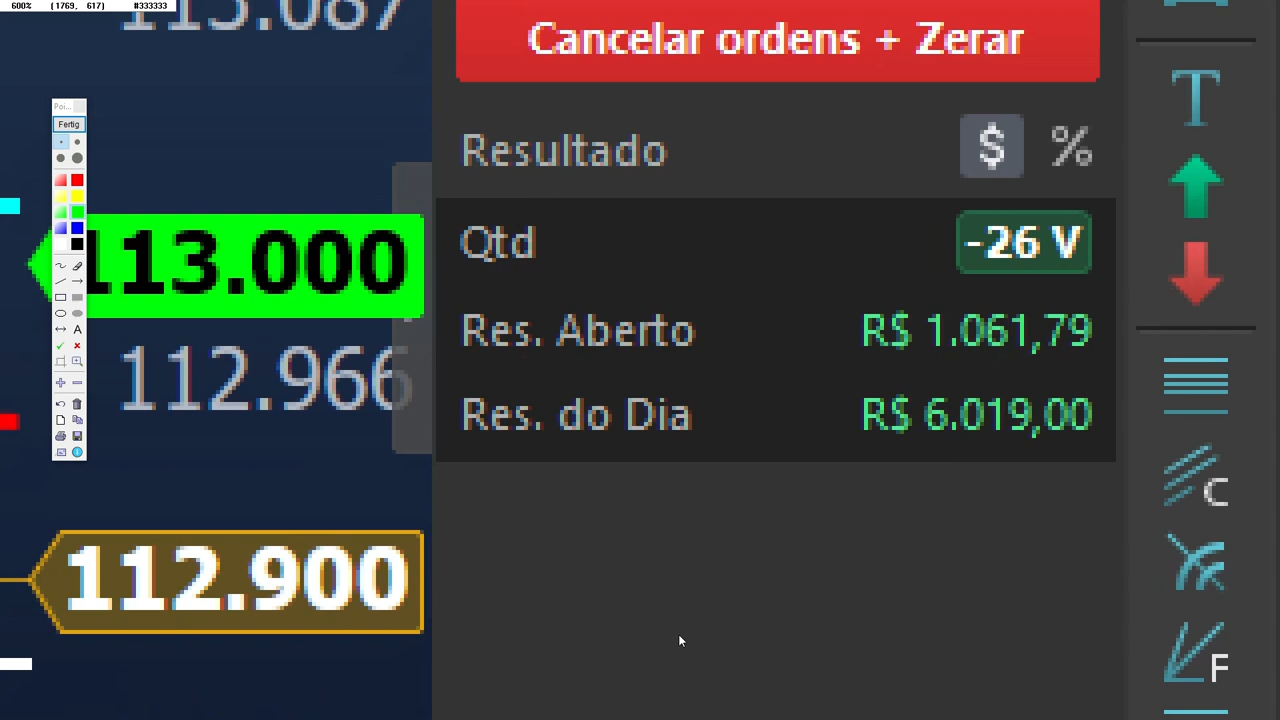 600% (1769, 617) #333333
113.087
Poi...
Fertig
113.000
112.966
112.900
Cancelar ordens + Zerar
Resultado $ %
Qtd -26 V
Res. Aberto R$ 1.061,79
Res. do Dia R$ 6.019,00
T
C
F
A